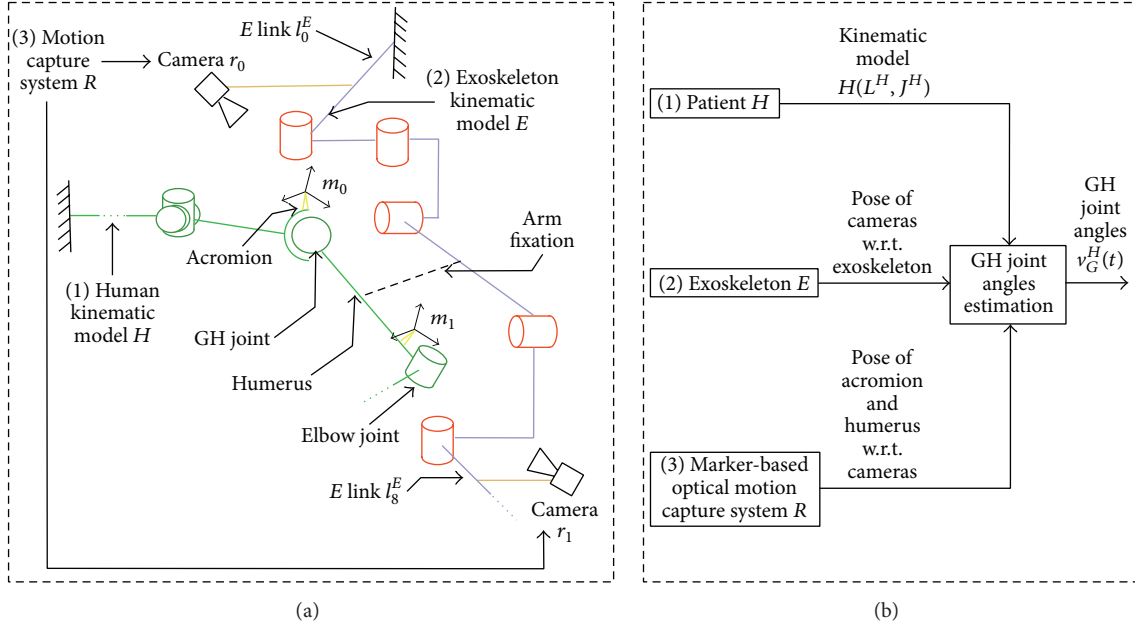 (3) Motion
capture
system R
Camera r₀
E link l₀ᴱ
(2) Exoskeleton
kinematic
model E
m₀
Acromion
Arm
fixation
(1) Human
kinematic
model H
GH joint
m₁
Humerus
Elbow joint
E link l₈ᴱ
Camera
r₁
(a)
Kinematic
model
H(Lᴴ, Jᴴ)
(1) Patient H
Pose of
cameras
w.r.t.
exoskeleton
(2) Exoskeleton E
GH joint
angles
estimation
GH
joint
angles
v_G^H(t)
Pose of
acromion
and
humerus
w.r.t.
cameras
(3) Marker-based
optical motion
capture system R
(b)